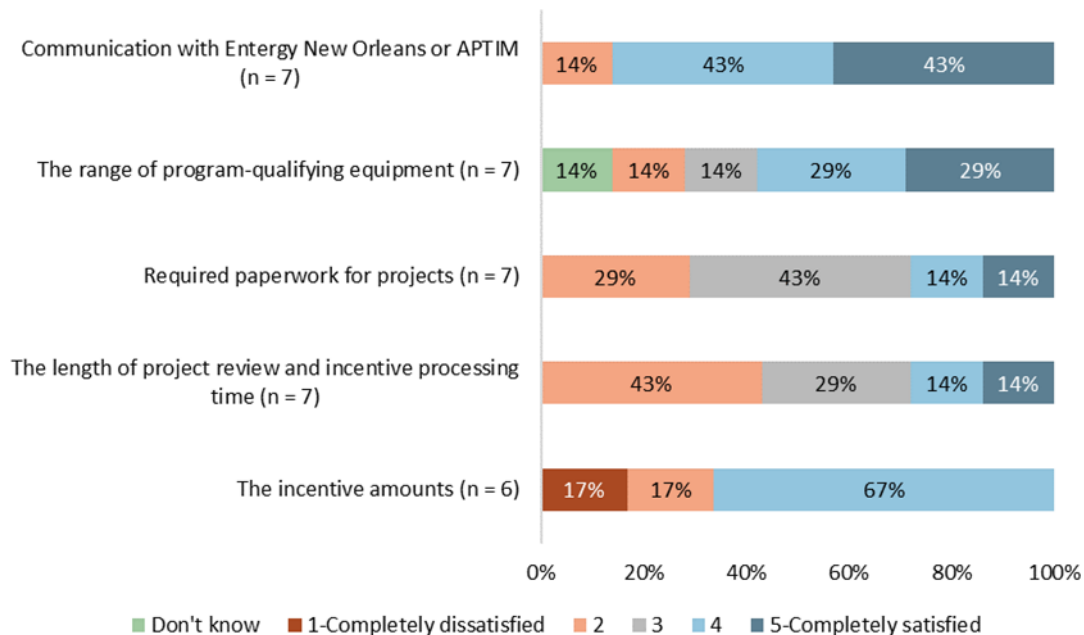 Communication with Entergy New Orleans or APTIM
(n = 7)
14% 43% 43%
The range of program-qualifying equipment (n = 7)
14% 14% 14% 29% 29%
Required paperwork for projects (n = 7)
29% 43% 14% 14%
The length of project review and incentive processing
time (n = 7)
43% 29% 14% 14%
The incentive amounts (n = 6)
17% 17% 67%
0% 20% 40% 60% 80% 100%
Don't know 1-Completely dissatisfied 2 3 4 5-Completely satisfied